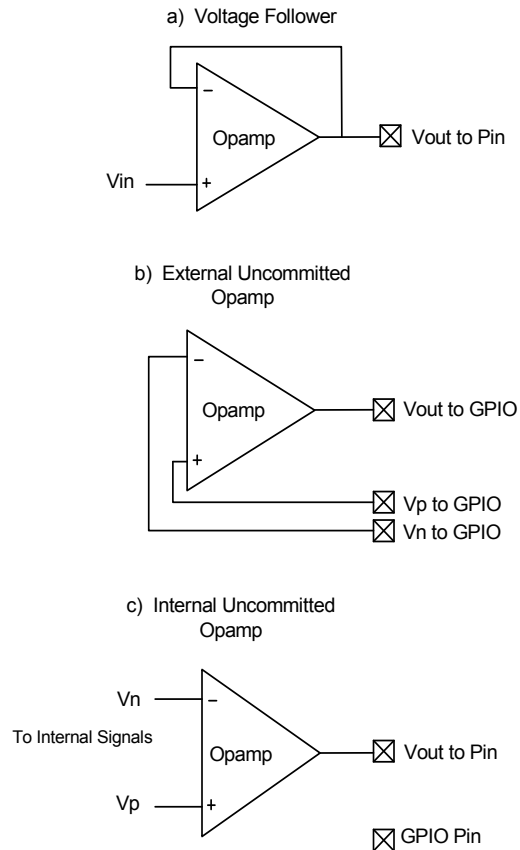 a) Voltage Follower
−
Opamp
Vout to Pin
Vin
+
b) External Uncommitted
Opamp
−
Opamp
Vout to GPIO
+
Vp to GPIO
Vn to GPIO
c) Internal Uncommitted
Opamp
Vn
−
To Internal Signals
Opamp
Vout to Pin
Vp
+
GPIO Pin